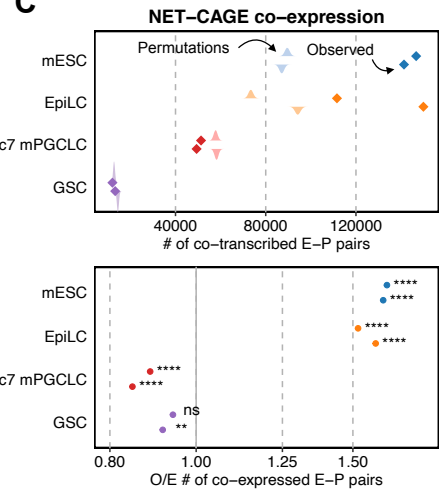 C
NET–CAGE co–expression
Permutations
Observed
mESC
EpiLC
c7 mPGCLC
GSC
40000 80000 120000
# of co–transcribed E–P pairs
mESC
****
****
EpiLC
****
****
c7 mPGCLC
****
****
GSC
ns
**
0.80 1.00 1.25 1.50
O/E # of co–expressed E–P pairs